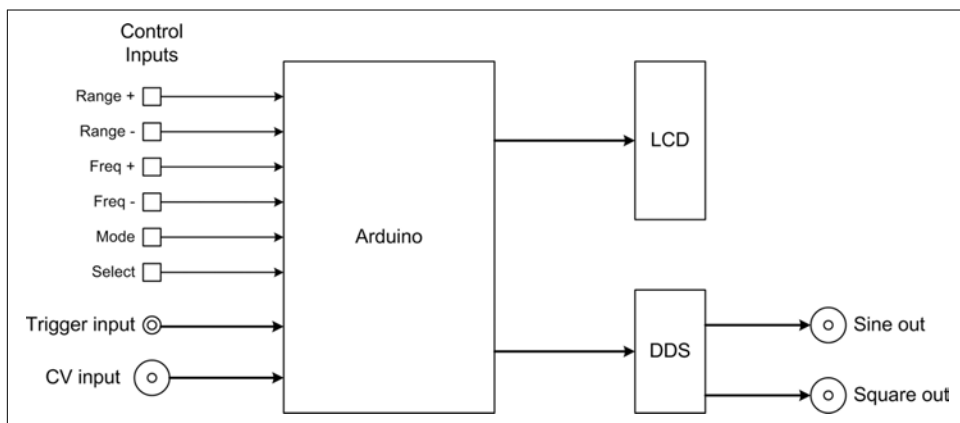 Control
Inputs
Range +
Range -
Freq +
Freq -
Mode
Select
Trigger input
CV input
Arduino
LCD
DDS
Sine out
Square out